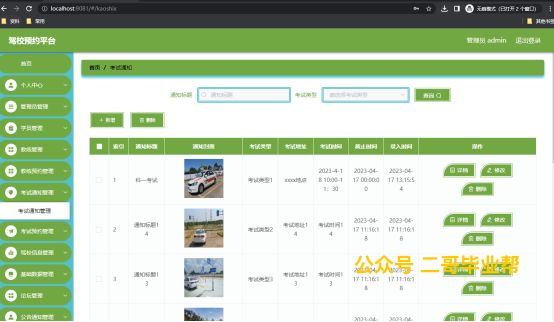 localhost:8081/#/kaoshix
无痕模式（已打开 2 个窗口）
资料
常用
其他书签
驾校预约平台
管理员 admin
退出登录
首页
个人中心
管理员管理
学员管理
教练管理
教练预约管理
考试通知管理
考试通知管理
考试预约管理
驾校信息管理
基础数据管理
论坛管理
公告通知管理
首页 / 考试通知
通知标题
通知标题
考试类型
请选择考试类型
查询
+ 新增
删除
索引 通知标题 通知封面 考试类型 考试地址 考试时间 截止时间 录入时间 操作
1 科一考试 考试类型1 xxxx地点 2023-4-18 10:00-11：30 2023-04-17 00:00:00 2023-04-17 13:15:54 详情 修改 删除
2 通知标题14 考试类型2 考试地址14 考试时间14 2023-04-17 11:16:18 2023-04-17 11:16:18 详情 修改 删除
3 通知标题13 考试类型3 考试地址13 考试时间13 2023-04-17 11:16:18 2023-04-17 11:16:18 详情 修改 删除
公众号 二哥毕业帮
2023-04- 2023-04- 详情 修改